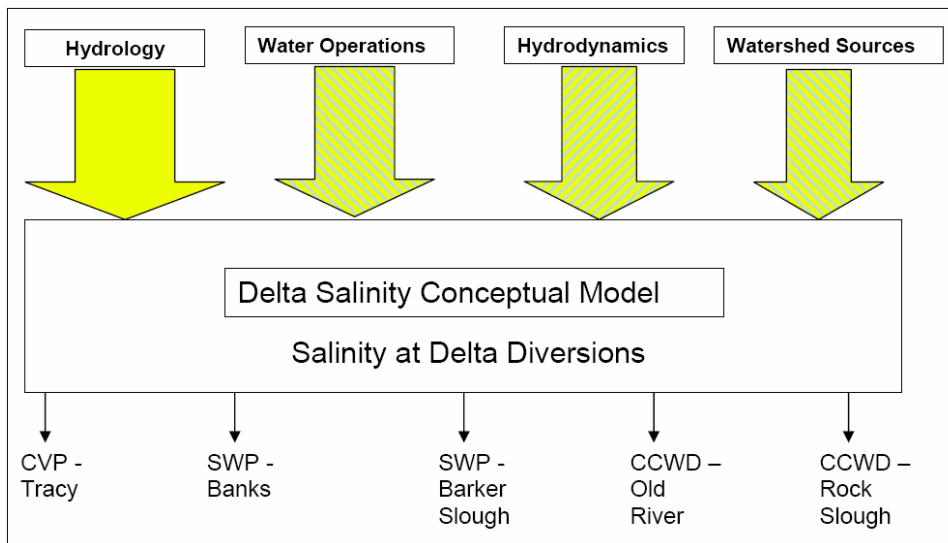 Hydrology
Water Operations
Hydrodynamics
Watershed Sources
Delta Salinity Conceptual Model
Salinity at Delta Diversions
CVP -
Tracy
SWP -
Banks
SWP -
Barker
Slough
CCWD –
Old
River
CCWD –
Rock
Slough